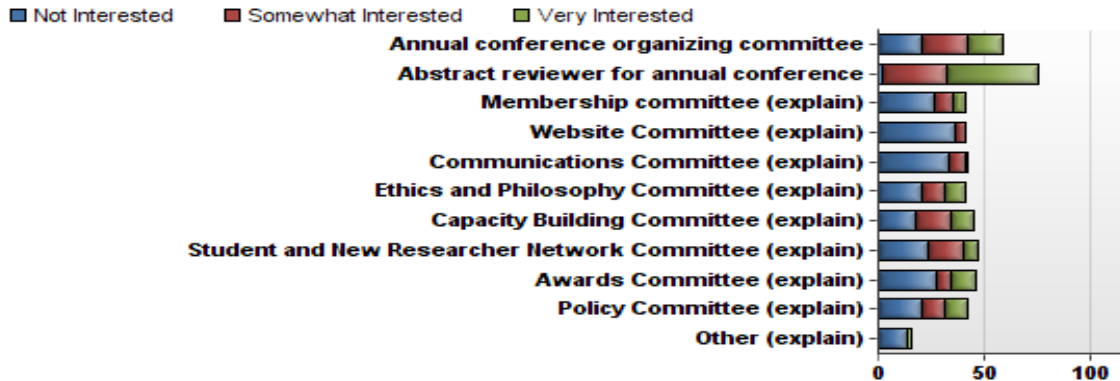 Not Interested Somewhat Interested Very Interested
Annual conference organizing committee
Abstract reviewer for annual conference
Membership committee (explain)
Website Committee (explain)
Communications Committee (explain)
Ethics and Philosophy Committee (explain)
Capacity Building Committee (explain)
Student and New Researcher Network Committee (explain)
Awards Committee (explain)
Policy Committee (explain)
Other (explain)
0 50 100